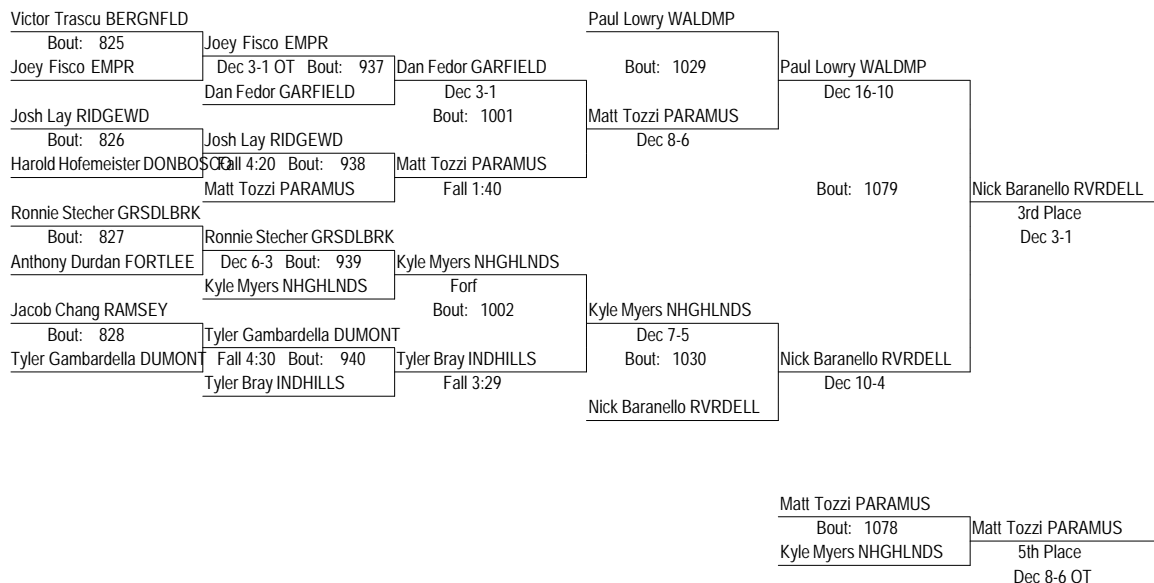 Victor Trascu BERGNFLD
Bout: 825
Joey Fisco EMPR
Josh Lay RIDGEWD
Bout: 826
Harold Hofemeister DONBOSCO
Ronnie Stecher GRSDLBRK
Bout: 827
Anthony Durdan FORTLEE
Jacob Chang RAMSEY
Bout: 828
Tyler Gambardella DUMONT
Joey Fisco EMPR
Dec 3-1 OT Bout: 937
Dan Fedor GARFIELD
Josh Lay RIDGEWD
Fall 4:20 Bout: 938
Matt Tozzi PARAMUS
Ronnie Stecher GRSDLBRK
Dec 6-3 Bout: 939
Kyle Myers NHGHLNDS
Tyler Gambardella DUMONT
Fall 4:30 Bout: 940
Tyler Bray INDHILLS
Dan Fedor GARFIELD
Dec 3-1
Bout: 1001
Matt Tozzi PARAMUS
Fall 1:40
Kyle Myers NHGHLNDS
Forf
Bout: 1002
Tyler Bray INDHILLS
Fall 3:29
Paul Lowry WALDMP
Bout: 1029
Matt Tozzi PARAMUS
Dec 8-6
Kyle Myers NHGHLNDS
Dec 7-5
Bout: 1030
Nick Baranello RVRDELL
Paul Lowry WALDMP
Dec 16-10
Bout: 1079
Nick Baranello RVRDELL
Dec 10-4
Nick Baranello RVRDELL
3rd Place
Dec 3-1
Matt Tozzi PARAMUS
Bout: 1078
Kyle Myers NHGHLNDS
Matt Tozzi PARAMUS
5th Place
Dec 8-6 OT